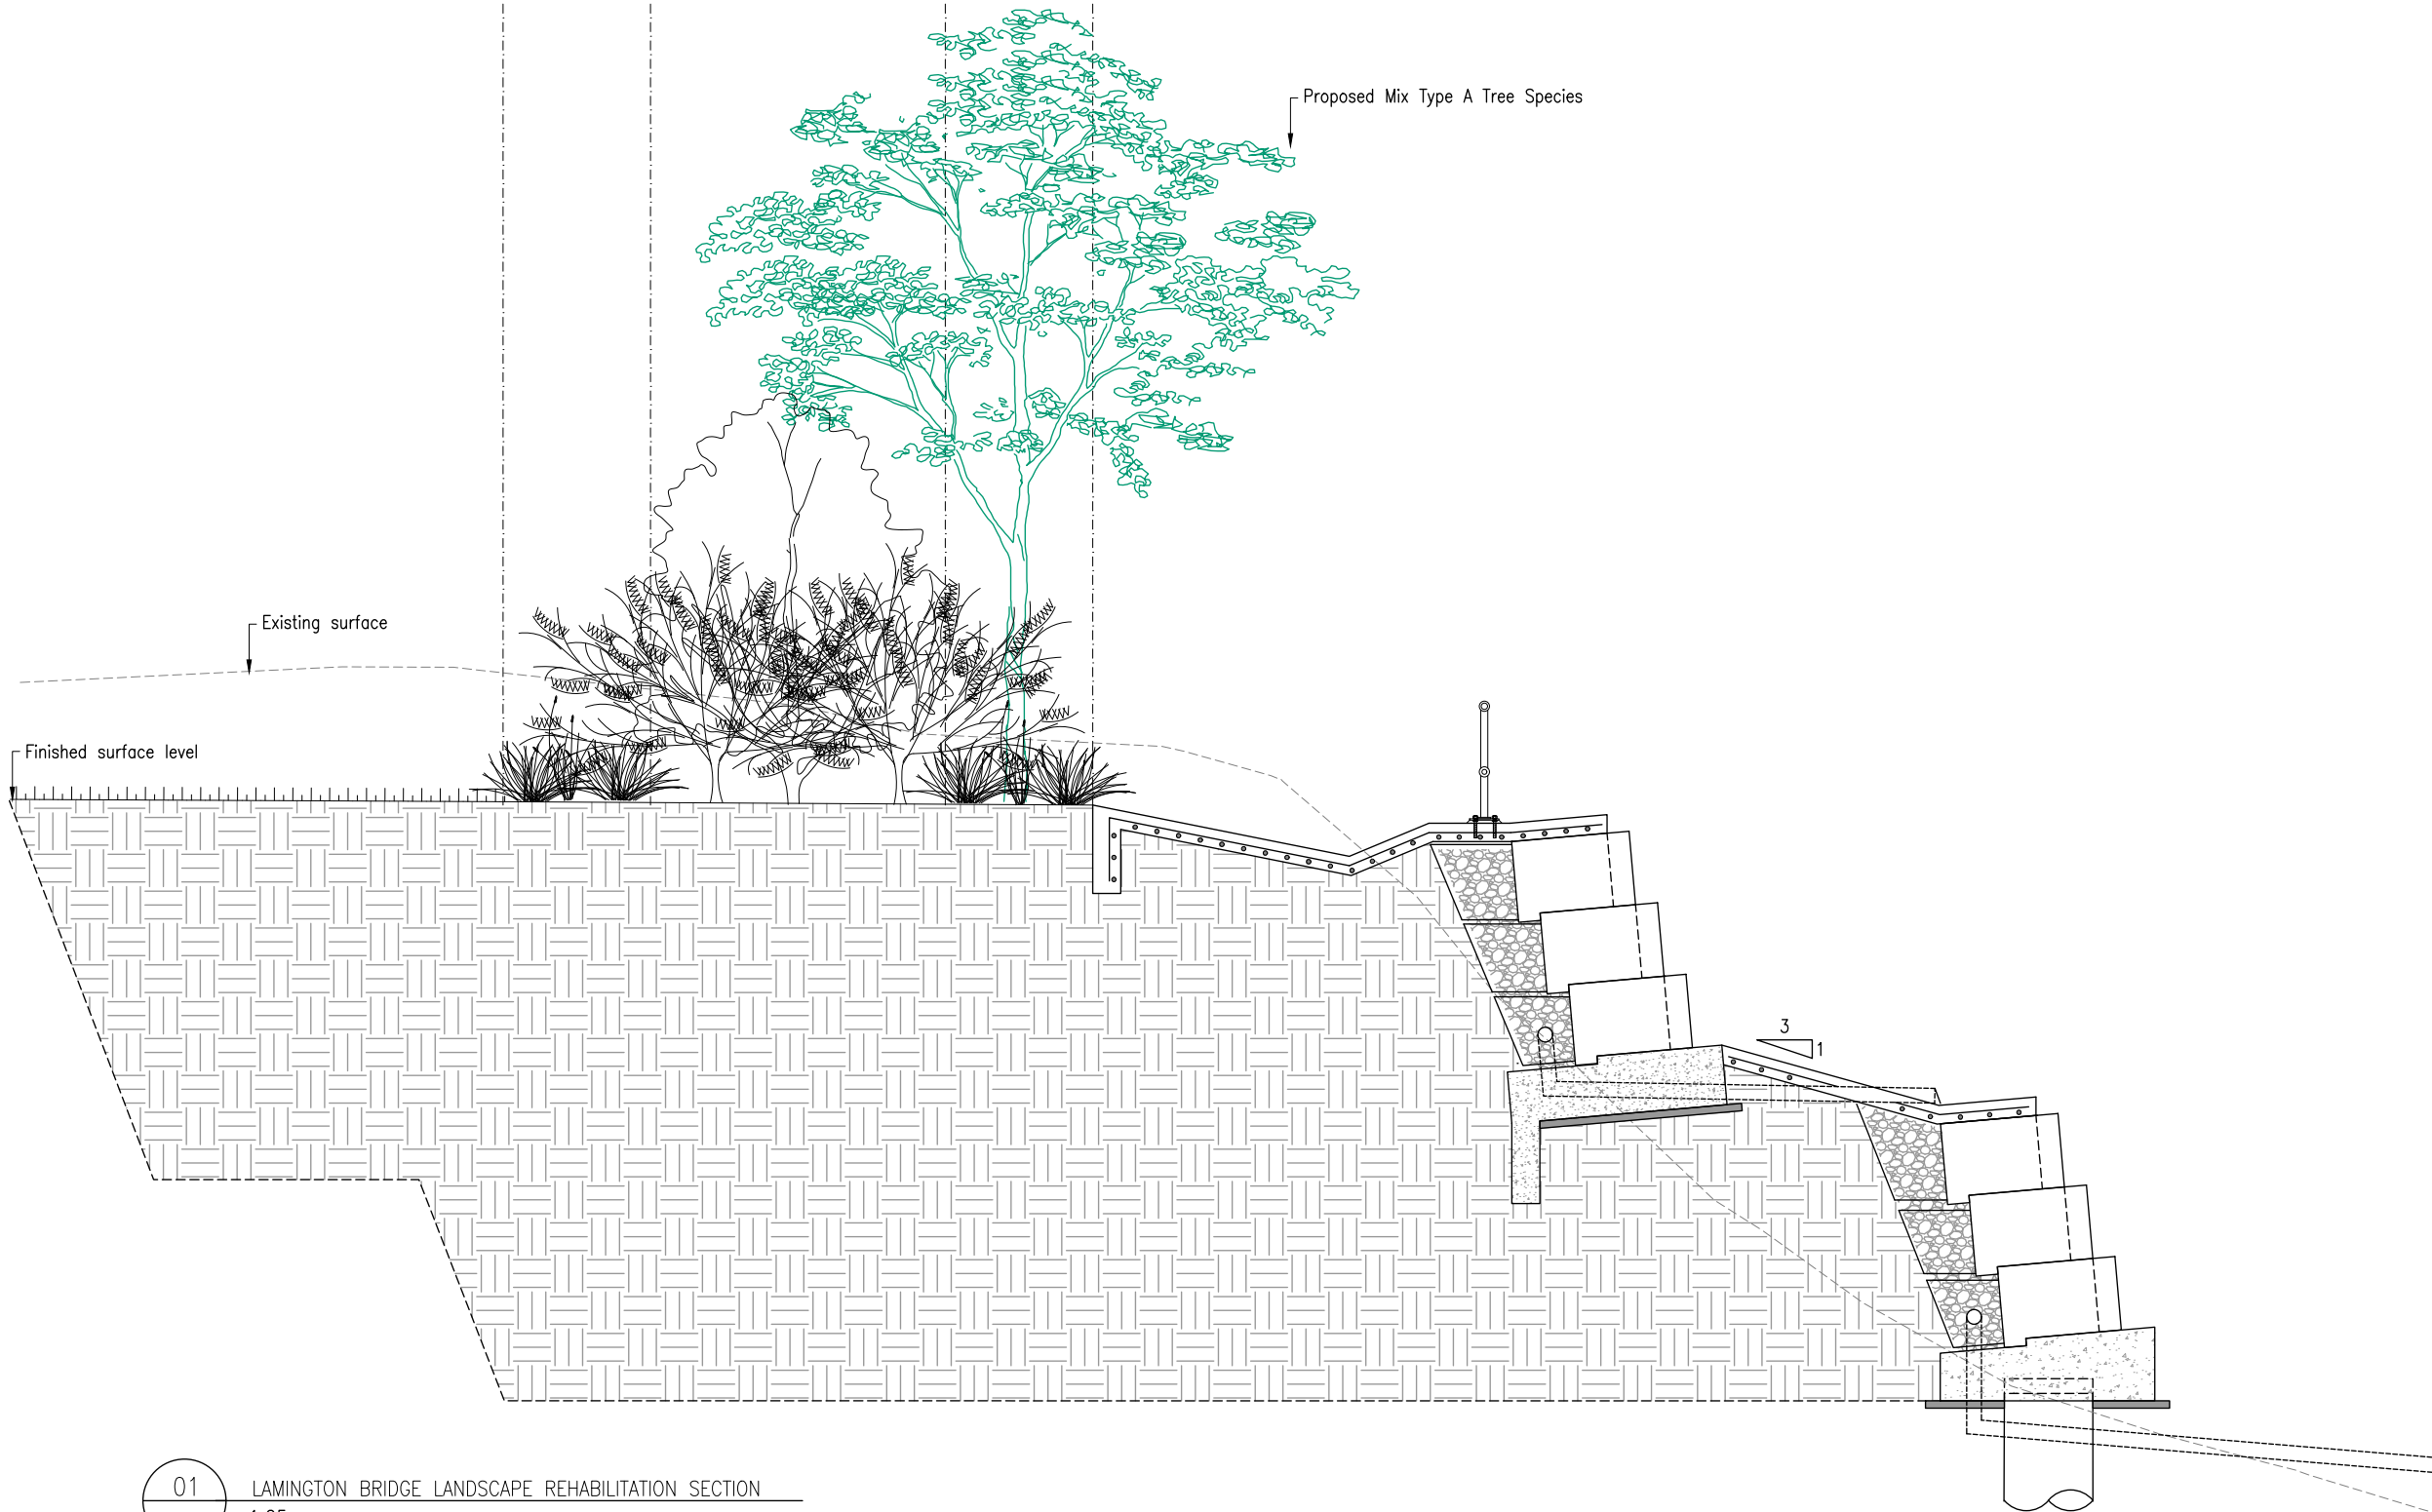 Proposed Mix Type A Tree Species
Existing surface
Finished surface level
3
1
01
LAMINGTON BRIDGE LANDSCAPE REHABILITATION SECTION